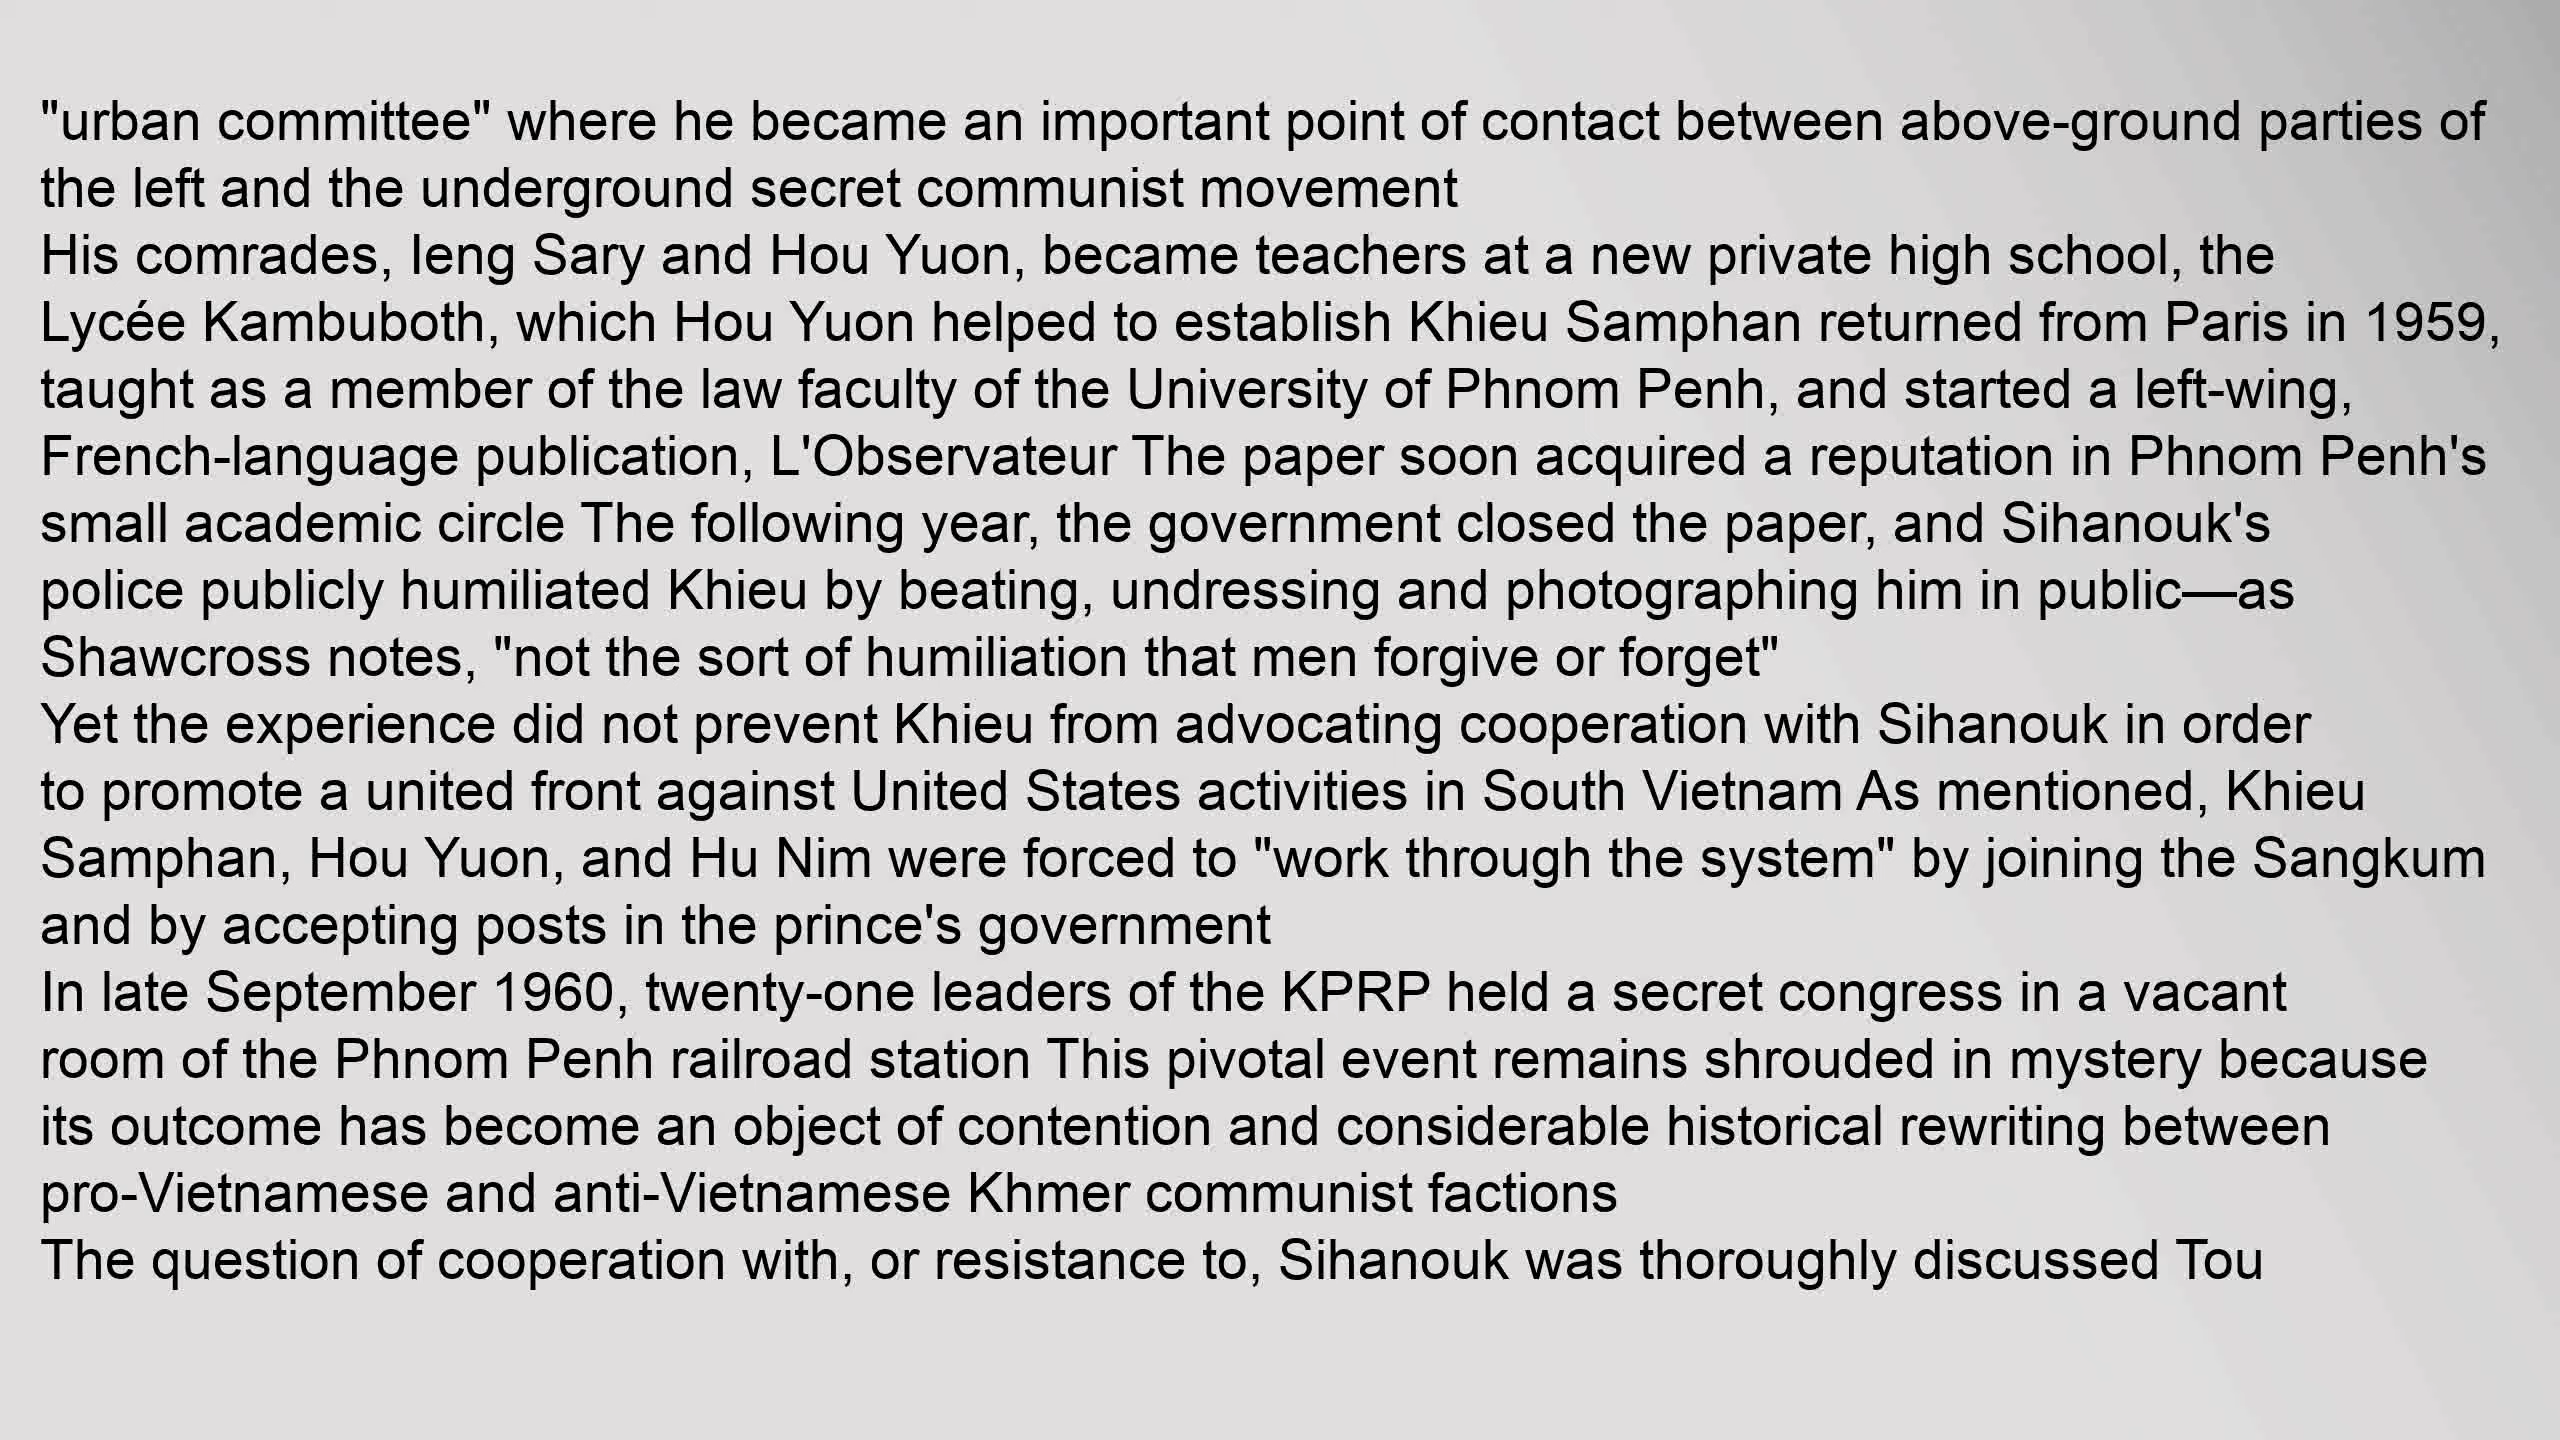 "urban committee" where he became an important point of contact between above-ground parties of
the left and the underground secret communist movement
His comrades, Ieng Sary and Hou Yuon, became teachers at a new private high school, the
Lycée Kambuboth, which Hou Yuon helped to establish Khieu Samphan returned from Paris in 1959,
taught as a member of the law faculty of the University of Phnom Penh, and started a left-wing,
French-language publication, L'Observateur The paper soon acquired a reputation in Phnom Penh's
small academic circle The following year, the government closed the paper, and Sihanouk's
police publicly humiliated Khieu by beating, undressing and photographing him in public—as
Shawcross notes, "not the sort of humiliation that men forgive or forget"
Yet the experience did not prevent Khieu from advocating cooperation with Sihanouk in order
to promote a united front against United States activities in South Vietnam As mentioned, Khieu
Samphan, Hou Yuon, and Hu Nim were forced to "work through the system" by joining the Sangkum
and by accepting posts in the prince's government
In late September 1960, twenty-one leaders of the KPRP held a secret congress in a vacant
room of the Phnom Penh railroad station This pivotal event remains shrouded in mystery because
its outcome has become an object of contention and considerable historical rewriting between
pro-Vietnamese and anti-Vietnamese Khmer communist factions
The question of cooperation with, or resistance to, Sihanouk was thoroughly discussed Tou